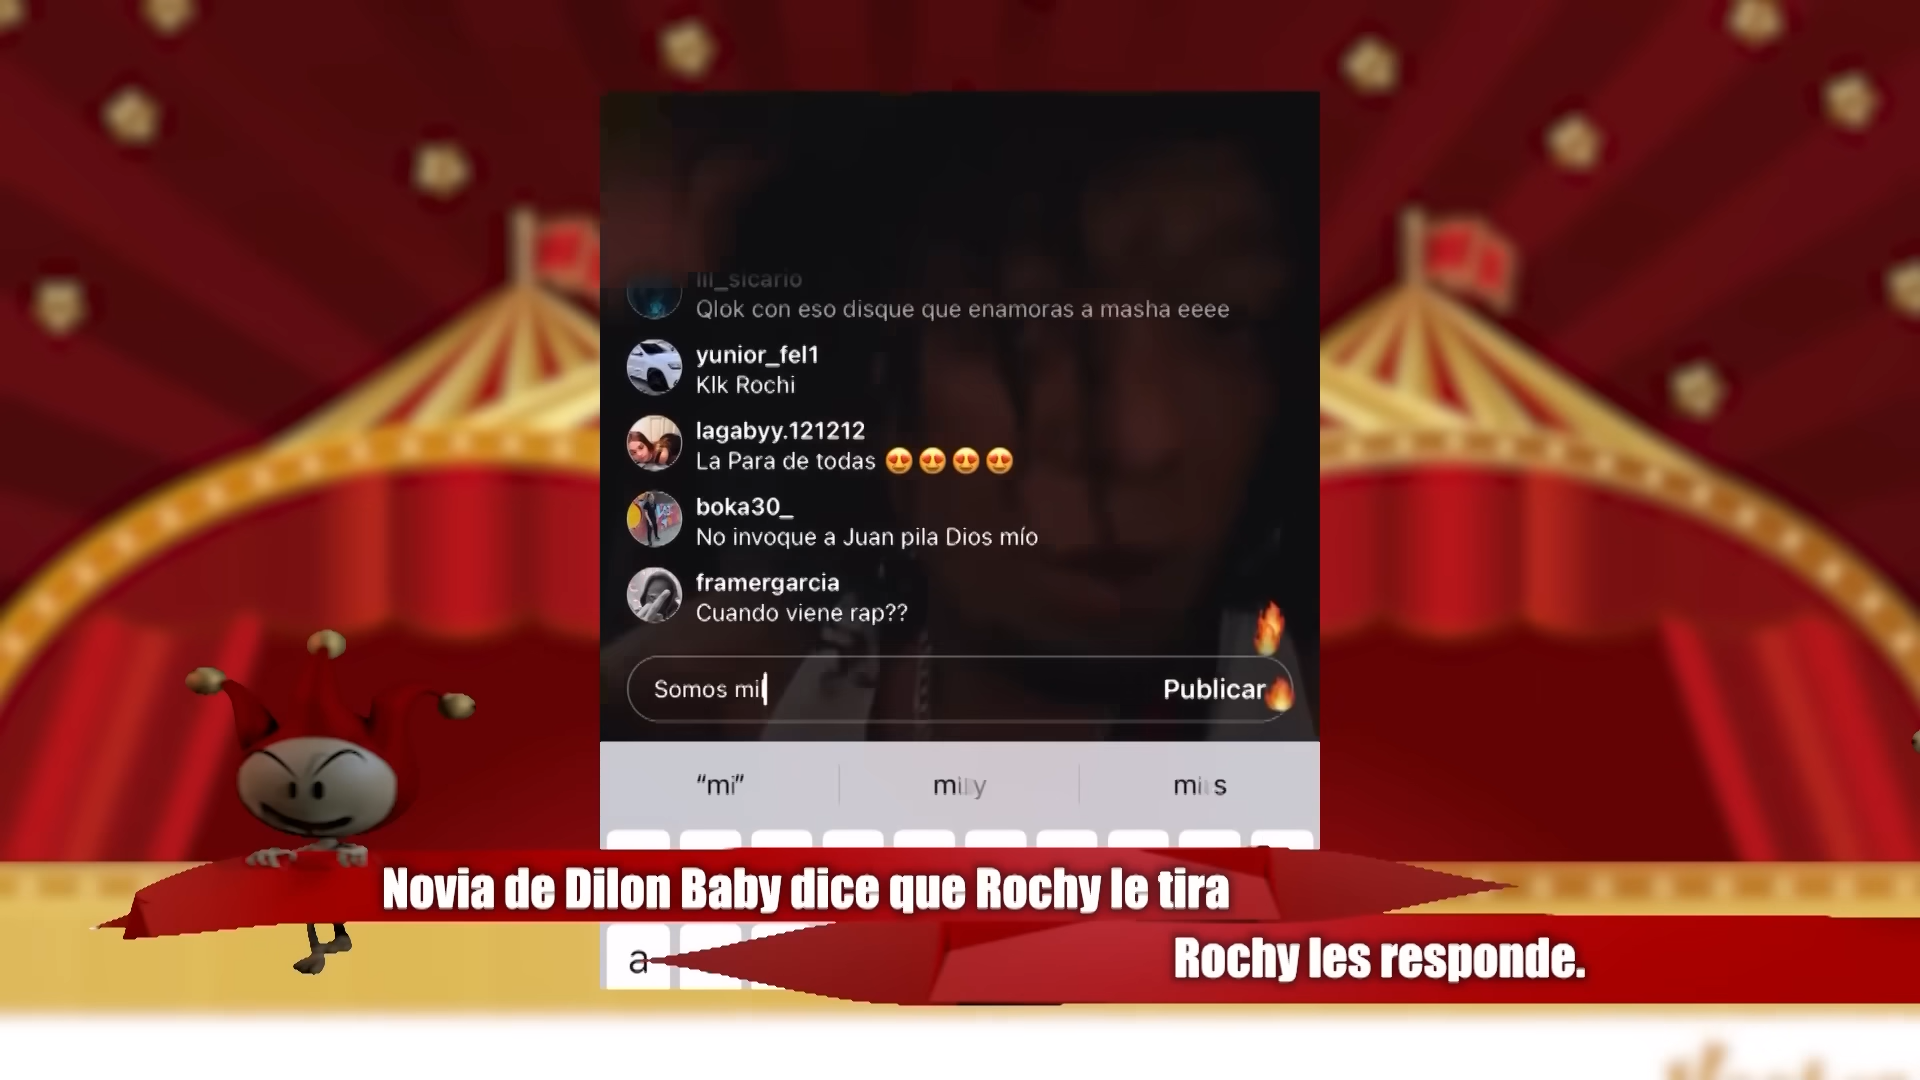 lil_sicario
Qlok con eso disque que enamoras a masha eeee
yunior_fel1
Klk Rochi
lagabyy.121212
La Para de todas 😍😍😍😍
boka30_
No invoque a Juan pila Dios mío
framergarcia
Cuando viene rap??
Somos mil
Publicar
“mi”
Novia de Dilon Baby dice que Rochy le tira
a
Rochy les responde.